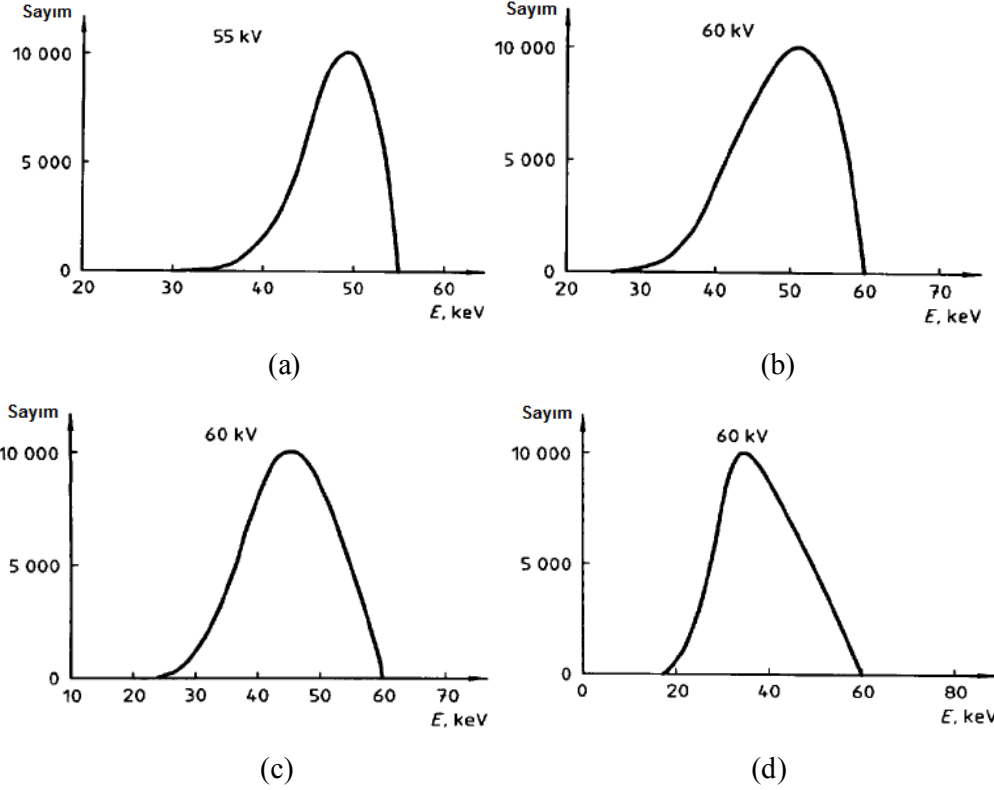 Sayım
55 kV
10 000
5 000
0
20 30 40 50 60
E, keV
(a)
Sayım
60 kV
10 000
5 000
0
20 30 40 50 60 70
E, keV
(b)
Sayım
60 kV
10 000
5 000
0
10 20 30 40 50 60 70
E, keV
(c)
Sayım
60 kV
10 000
5 000
0
0 20 40 60 80
E, keV
(d)